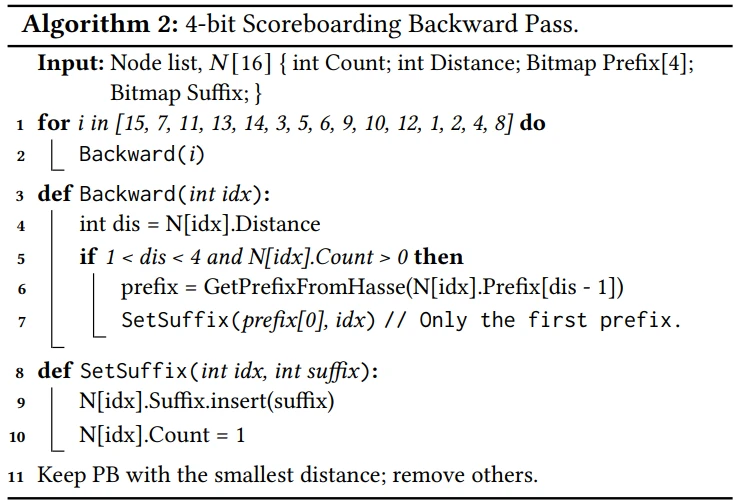 Algorithm 2: 4-bit Scoreboarding Backward Pass.
Input: Node list, N[16] { int Count; int Distance; Bitmap Prefix[4];
Bitmap Suffix; }
1 for i in [15, 7, 11, 13, 14, 3, 5, 6, 9, 10, 12, 1, 2, 4, 8] do
2 Backward(i)
3 def Backward(int idx):
4 int dis = N[idx].Distance
5 if 1 < dis < 4 and N[idx].Count > 0 then
6 prefix = GetPrefixFromHasse(N[idx].Prefix[dis - 1])
7 SetSuffix(prefix[0], idx) // Only the first prefix.
8 def SetSuffix(int idx, int suffix):
9 N[idx].Suffix.insert(suffix)
10 N[idx].Count = 1
11 Keep PB with the smallest distance; remove others.